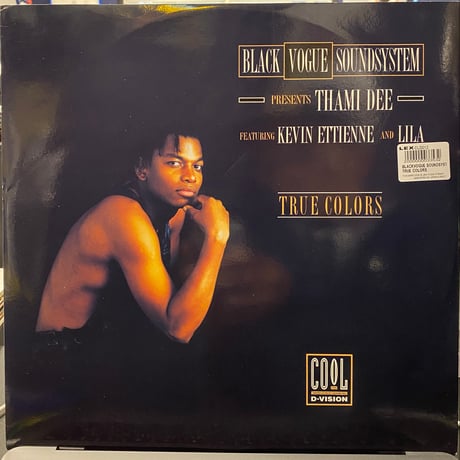 BLACK VOGUE SOUNDSYSTEM
PRESENTS THAMI DEE
FEATURING KEVIN ETTIENNE AND LILA
LEX
BLACKVOGUE SOUNDSYST
TRUE COLORS
TRUE COLORS
COOL
D-VISION